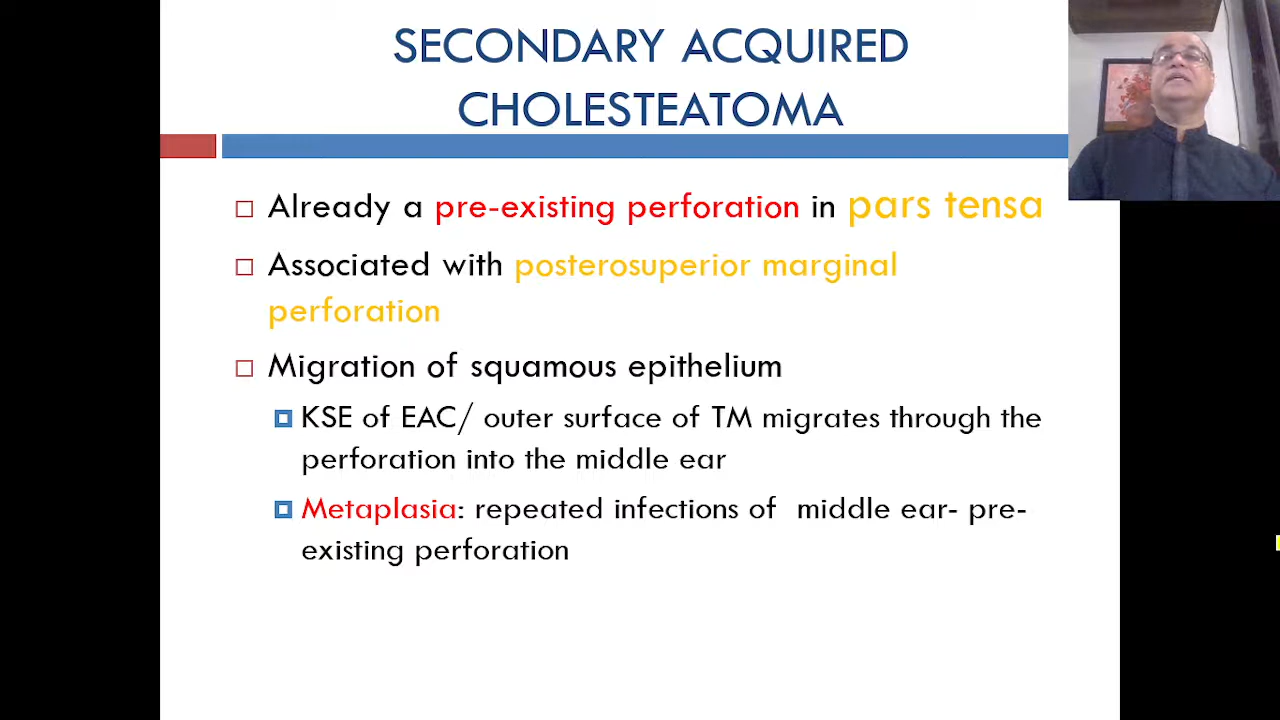 SECONDARY ACQUIRED
CHOLESTEATOMA
Already a pre-existing perforation in pars tensa
Associated with posterosuperior marginal
perforation
Migration of squamous epithelium
KSE of EAC/ outer surface of TM migrates through the
perforation into the middle ear
Metaplasia: repeated infections of middle ear- pre-
existing perforation